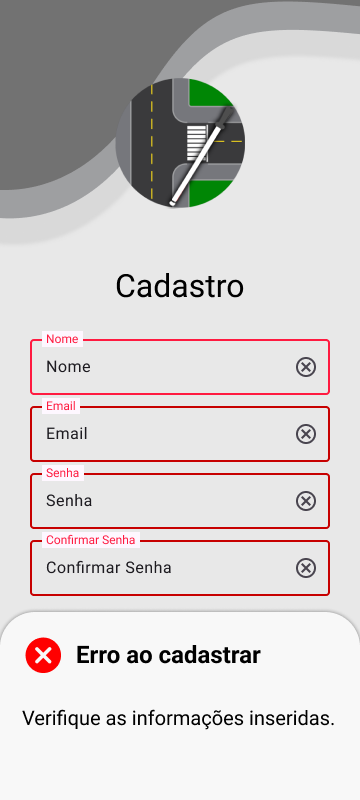 Cadastro
Nome
Nome
Email
Email
Senha
Senha
Confirmar Senha
Confirmar Senha
Erro ao cadastrar
Verifique as informações inseridas.